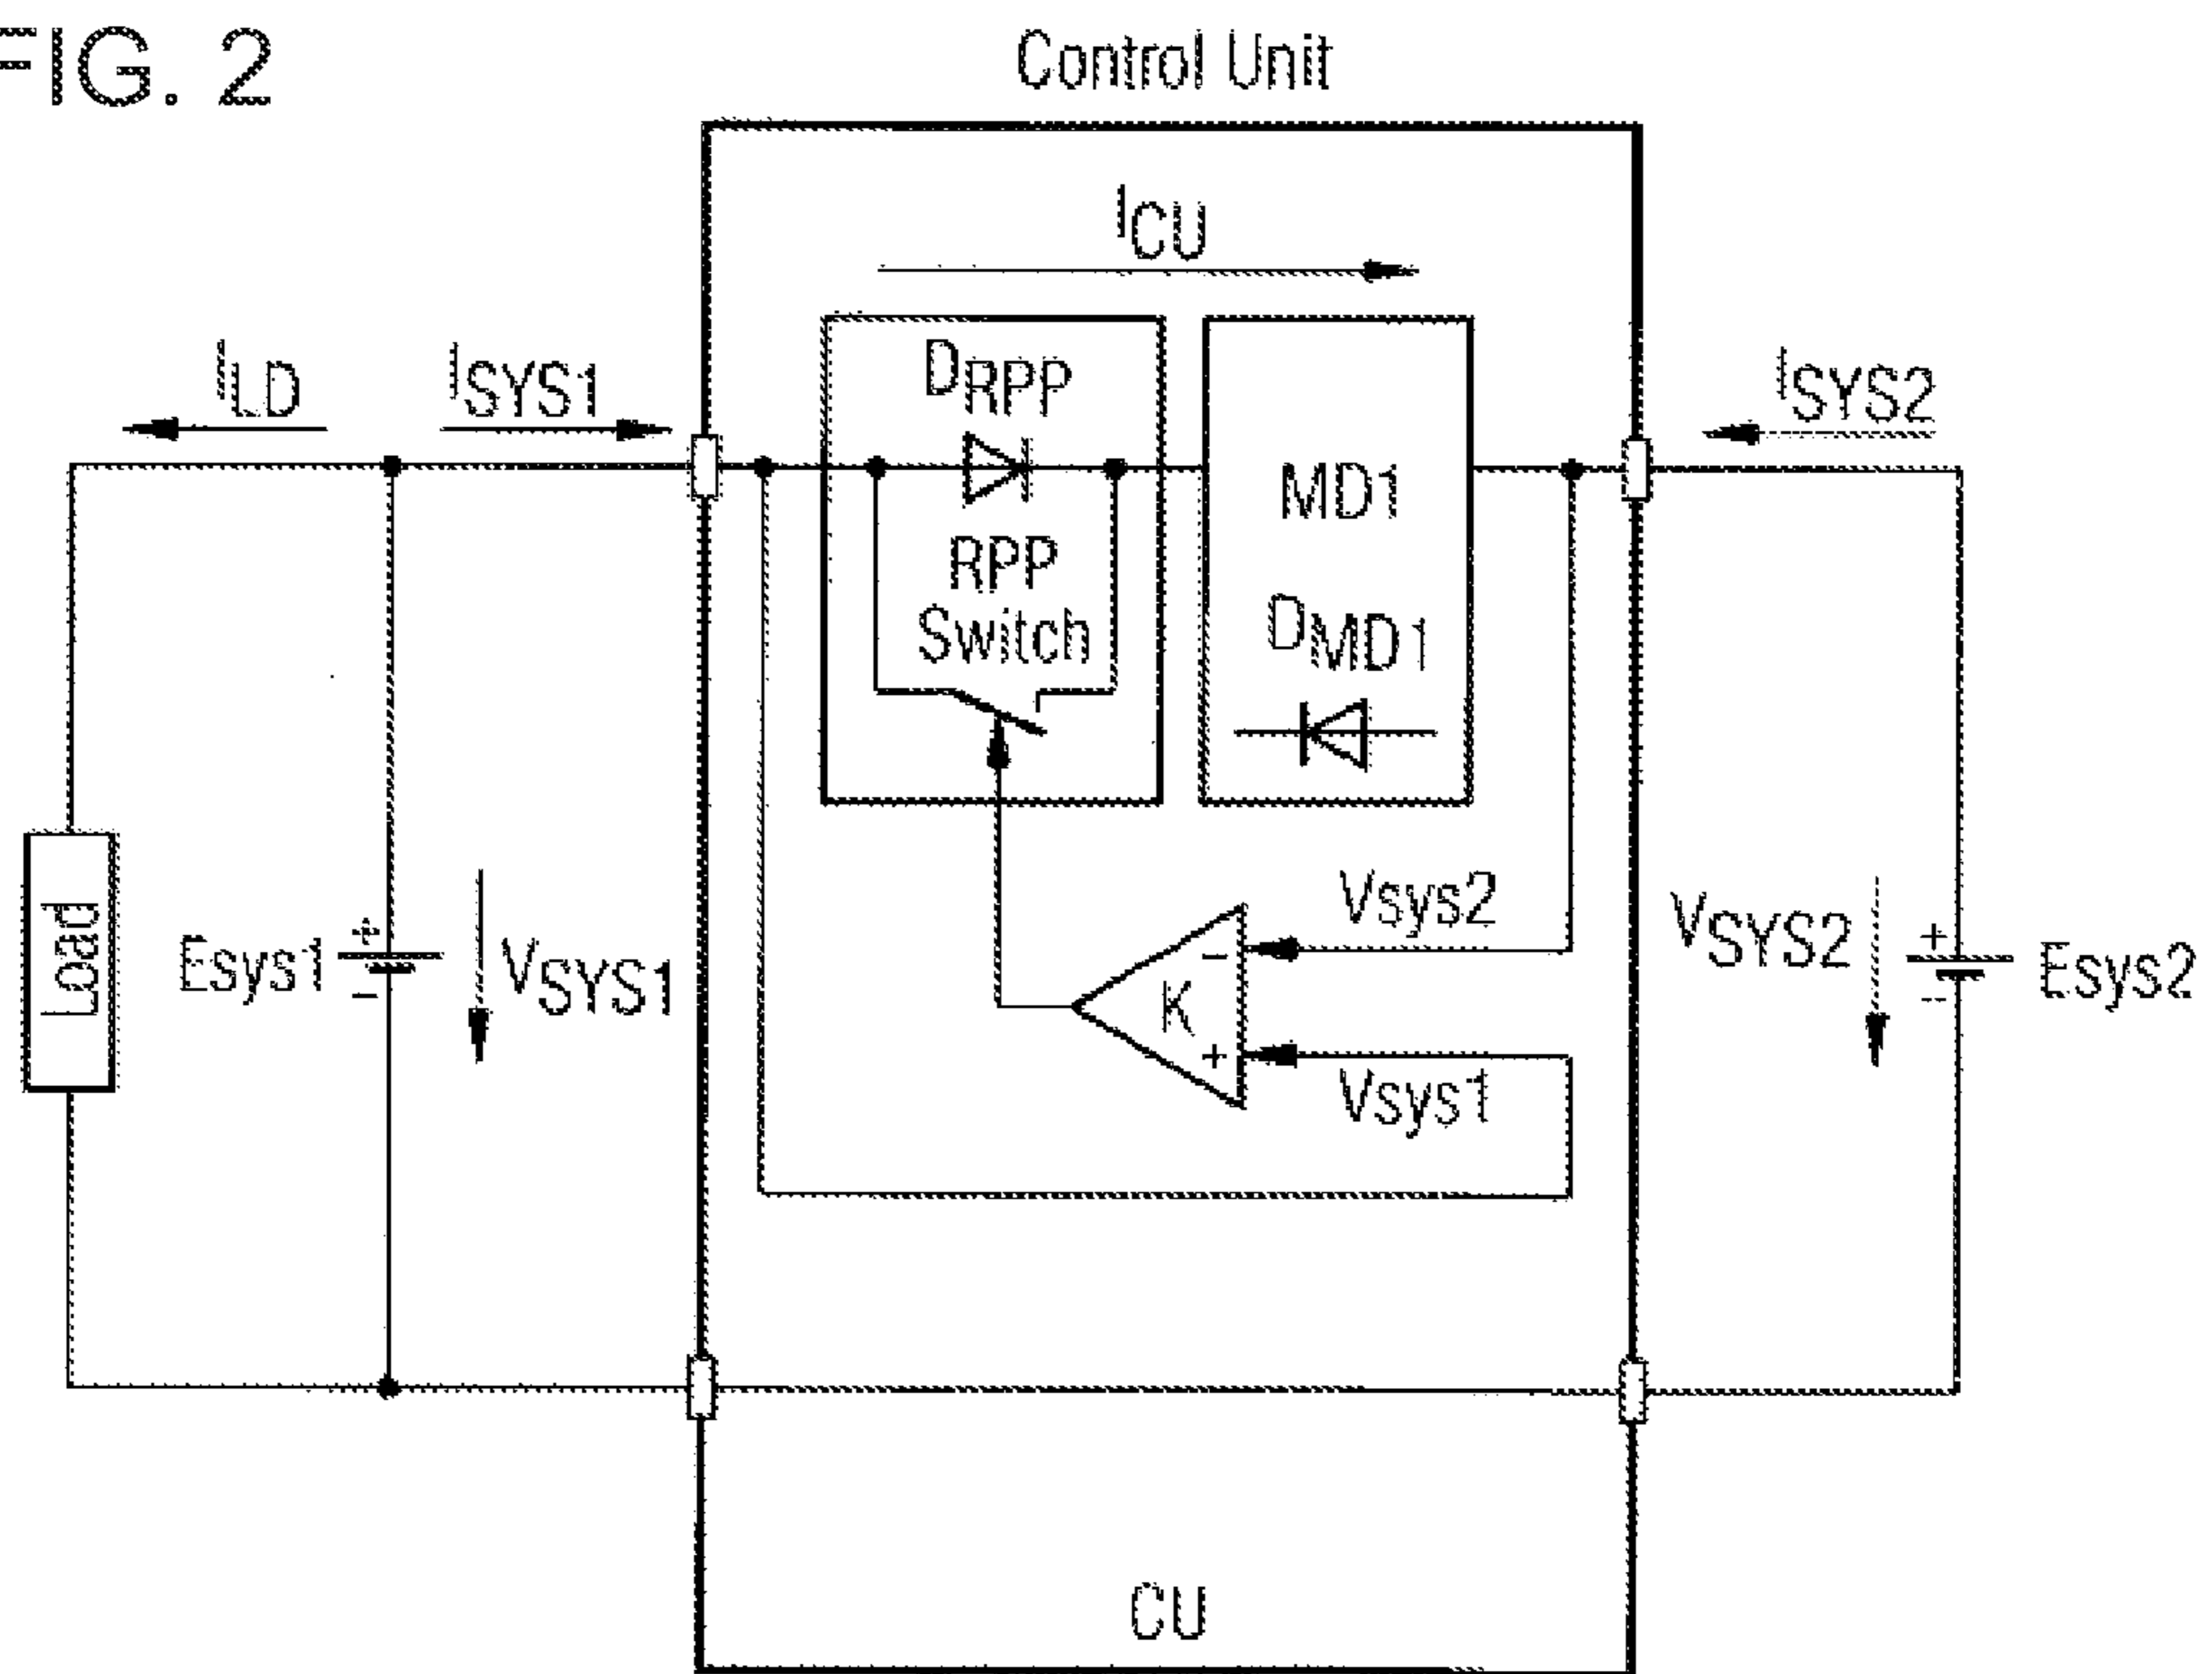 FIG. 2
Control Unit
ICU
ILD
ISYS1
DRPP
ISYS2
MD1
RPP
Switch
DMD1
Load
Esys1
+
-
VSYS1
Vsys2
-
K
+
Vsys1
VSYS2
+
-
Esys2
CU